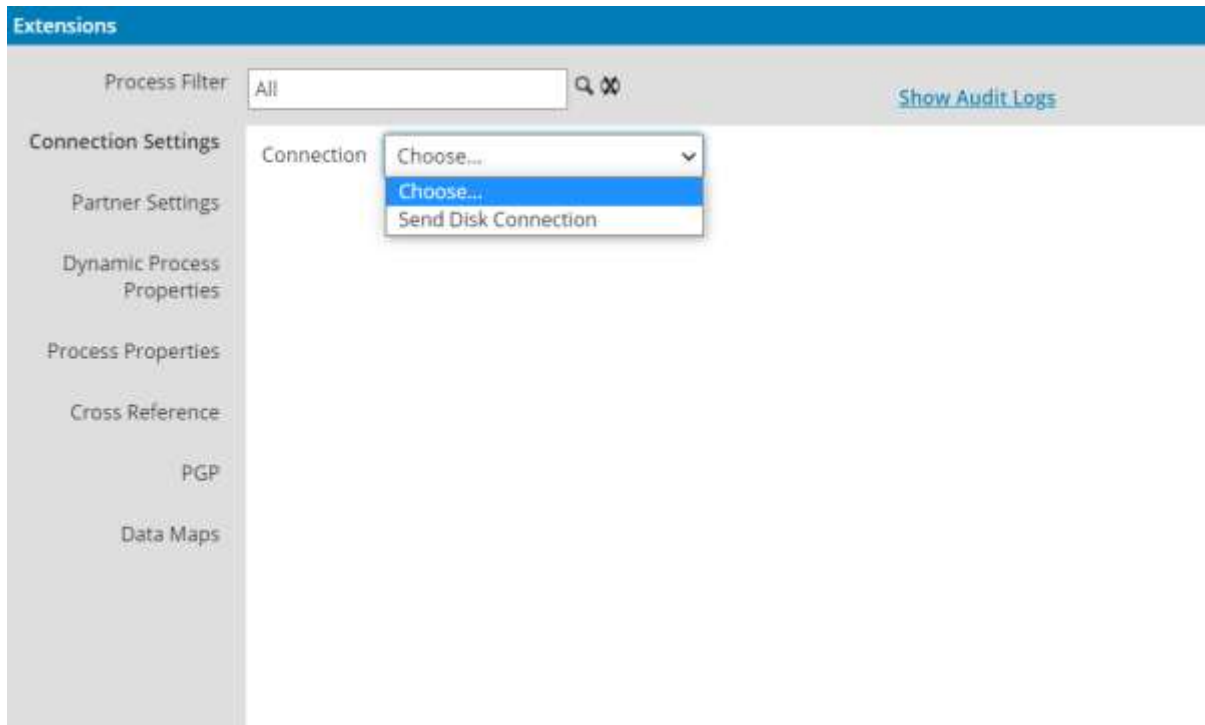 Extensions
Process Filter All
Show Audit Logs
Connection Settings
Connection Choose...
Choose...
Send Disk Connection
Partner Settings
Dynamic Process
Properties
Process Properties
Cross Reference
PGP
Data Maps